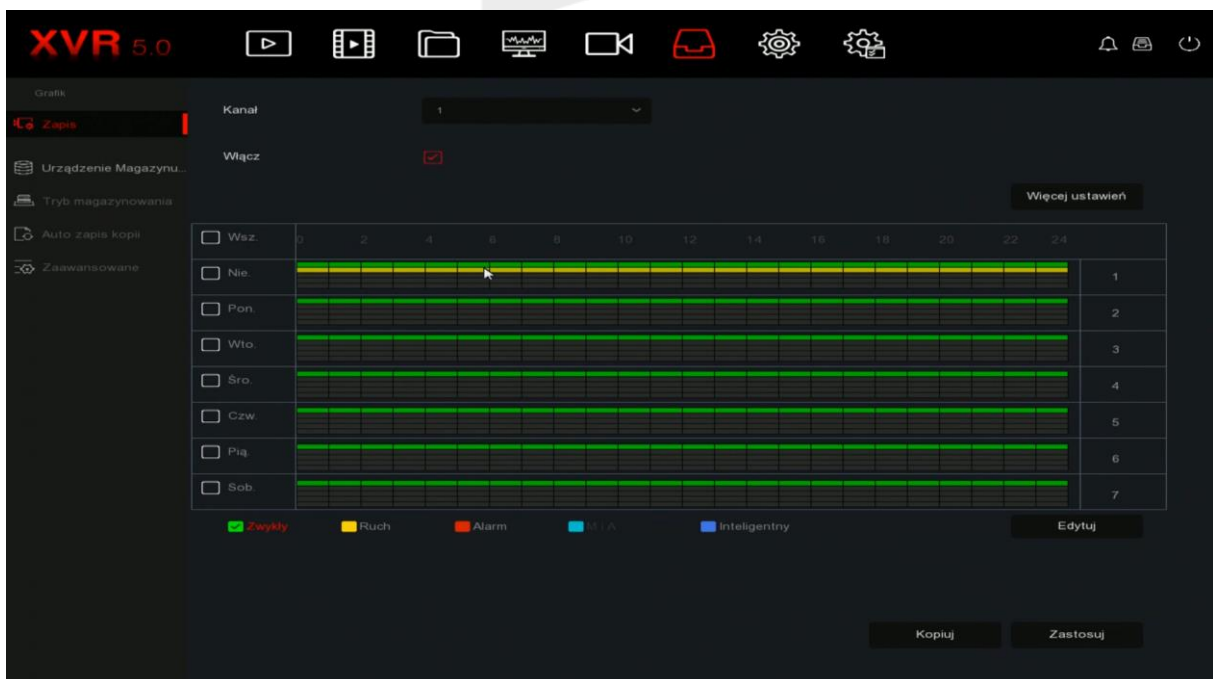 XVR 5.0
Grafik
Zapis
Urządzenie Magazynu...
Tryb magazynowania
Auto zapis kopii
Zaawansowane
Kanał 1
Włącz
Więcej ustawień
Wsz. 0 2 4 6 8 10 12 14 16 18 20 22 24
Nie. 1
Pon. 2
Wto. 3
Śro. 4
Czw. 5
Pią. 6
Sob. 7
Zwykły Ruch Alarm M i A Inteligentny Edytuj
Kopiuj Zastosuj